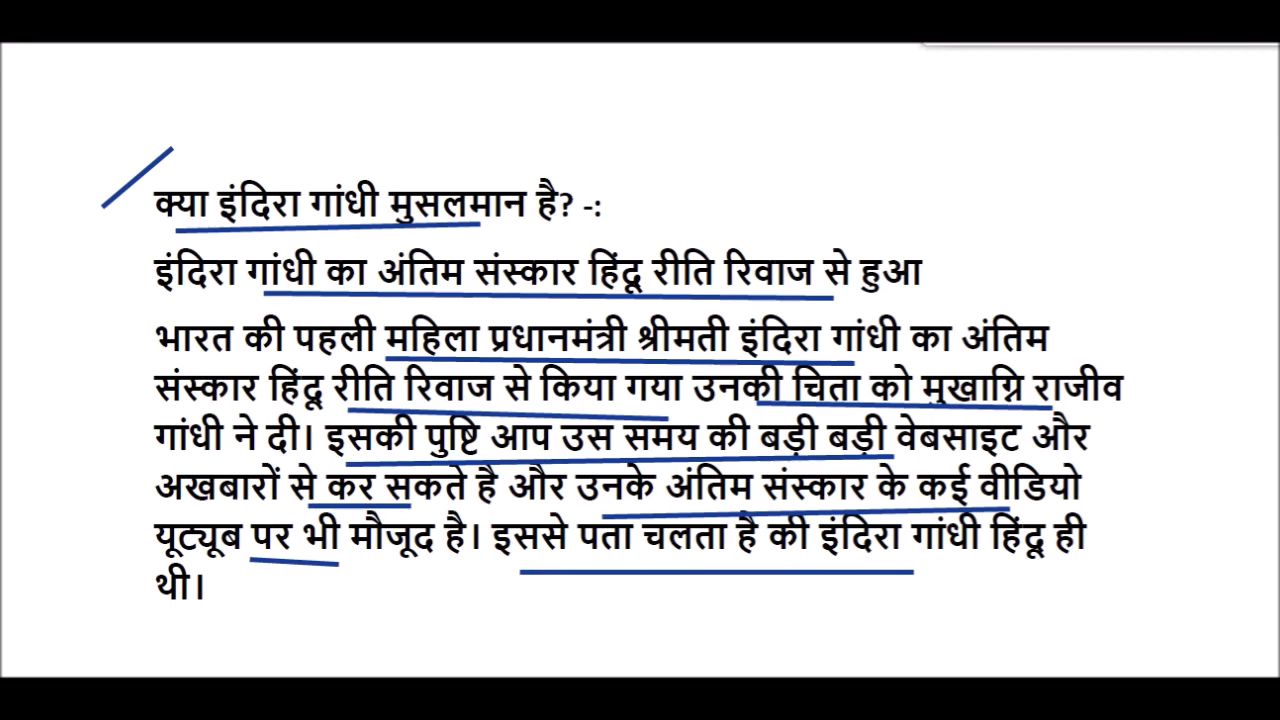 क्या इंदिरा गांधी मुसलमान है? -:
इंदिरा गांधी का अंतिम संस्कार हिंदू रीति रिवाज से हुआ
भारत की पहली महिला प्रधानमंत्री श्रीमती इंदिरा गांधी का अंतिम
संस्कार हिंदू रीति रिवाज से किया गया उनकी चिता को मुखाग्नि राजीव
गांधी ने दी। इसकी पुष्टि आप उस समय की बड़ी बड़ी वेबसाइट और
अखबारों से कर सकते है और उनके अंतिम संस्कार के कई वीडियो
यूट्यूब पर भी मौजूद है। इससे पता चलता है की इंदिरा गांधी हिंदू ही
थी।